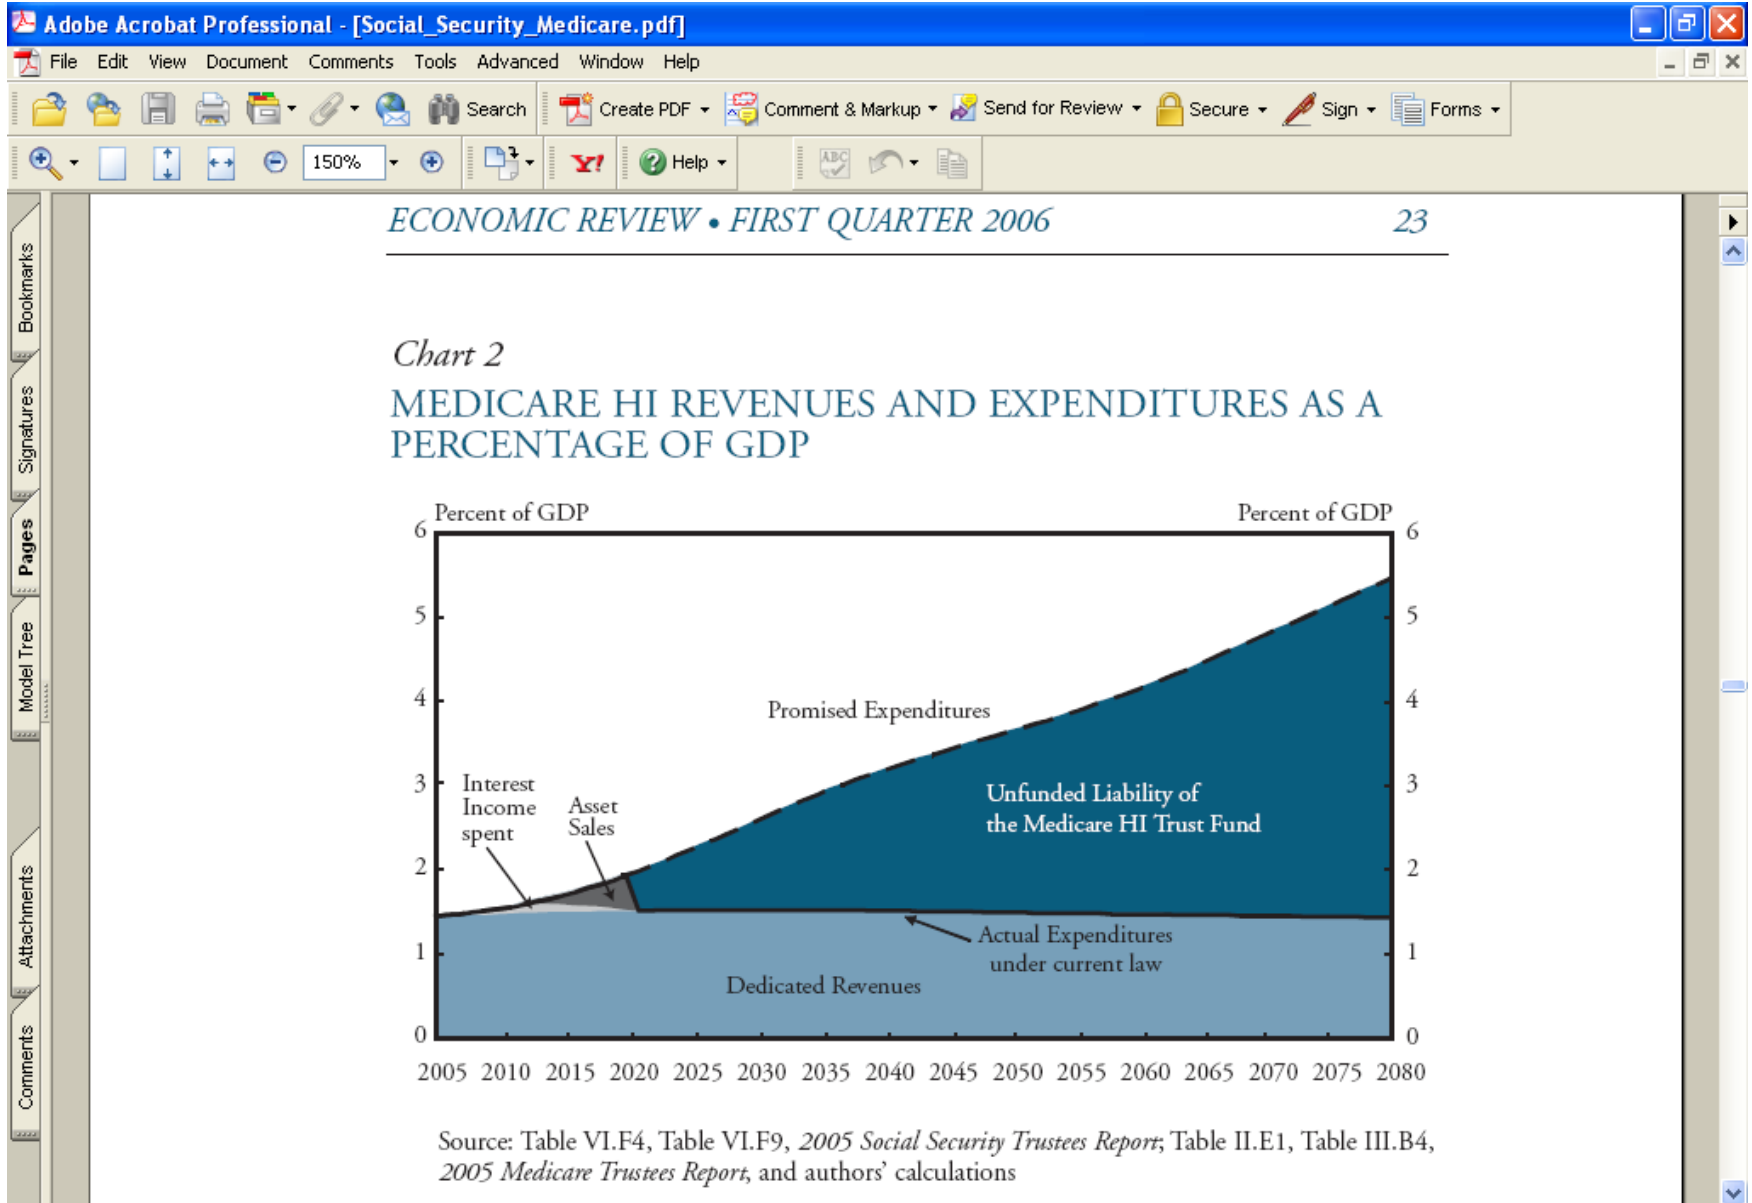 Adobe Acrobat Professional - [Social_Security_Medicare.pdf]
File Edit View Document Comments Tools Advanced Window Help
Search Create PDF Comment & Markup Send for Review Secure Sign Forms
150% Y! Help ABC
Bookmarks
Signatures
Pages
Model Tree
Attachments
Comments
ECONOMIC REVIEW • FIRST QUARTER 2006 23
Chart 2
MEDICARE HI REVENUES AND EXPENDITURES AS A
PERCENTAGE OF GDP
Percent of GDP Percent of GDP
6 6
5 5
4 4
Promised Expenditures
3 3
Interest
Income
spent
Asset
Sales
Unfunded Liability of
the Medicare HI Trust Fund
2 2
Actual Expenditures
under current law
1 1
Dedicated Revenues
0 0
2005 2010 2015 2020 2025 2030 2035 2040 2045 2050 2055 2060 2065 2070 2075 2080
Source: Table VI.F4, Table VI.F9, 2005 Social Security Trustees Report; Table II.E1, Table III.B4,
2005 Medicare Trustees Report, and authors' calculations